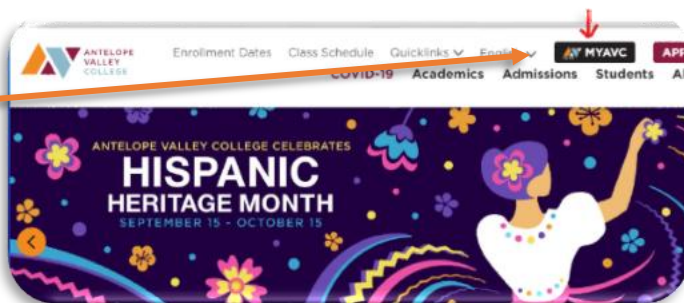 ANTELOPE
VALLEY
COLLEGE
Enrollment Dates Class Schedule Quicklinks English MYAVC
COVID-19 Academics Admissions Students
ANTELOPE VALLEY COLLEGE CELEBRATES
HISPANIC
HERITAGE MONTH
SEPTEMBER 15 - OCTOBER 15